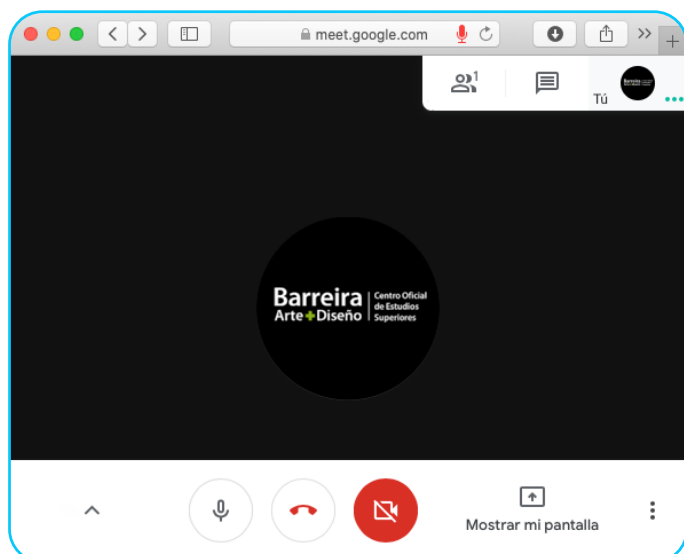 meet.google.com
1
Tú
Barreira
Arte+Diseño
Centro Oficial
de Estudios
Superiores
Mostrar mi pantalla